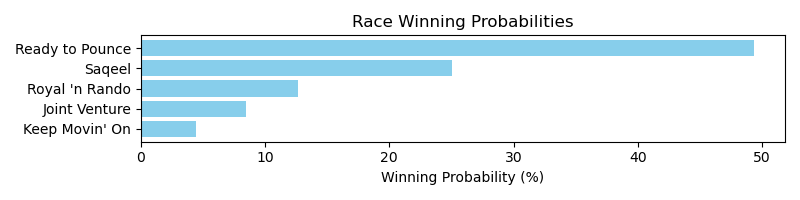 Race Winning Probabilities
Ready to Pounce
Saqeel
Royal 'n Rando
Joint Venture
Keep Movin' On
0 10 20 30 40 50
Winning Probability (%)